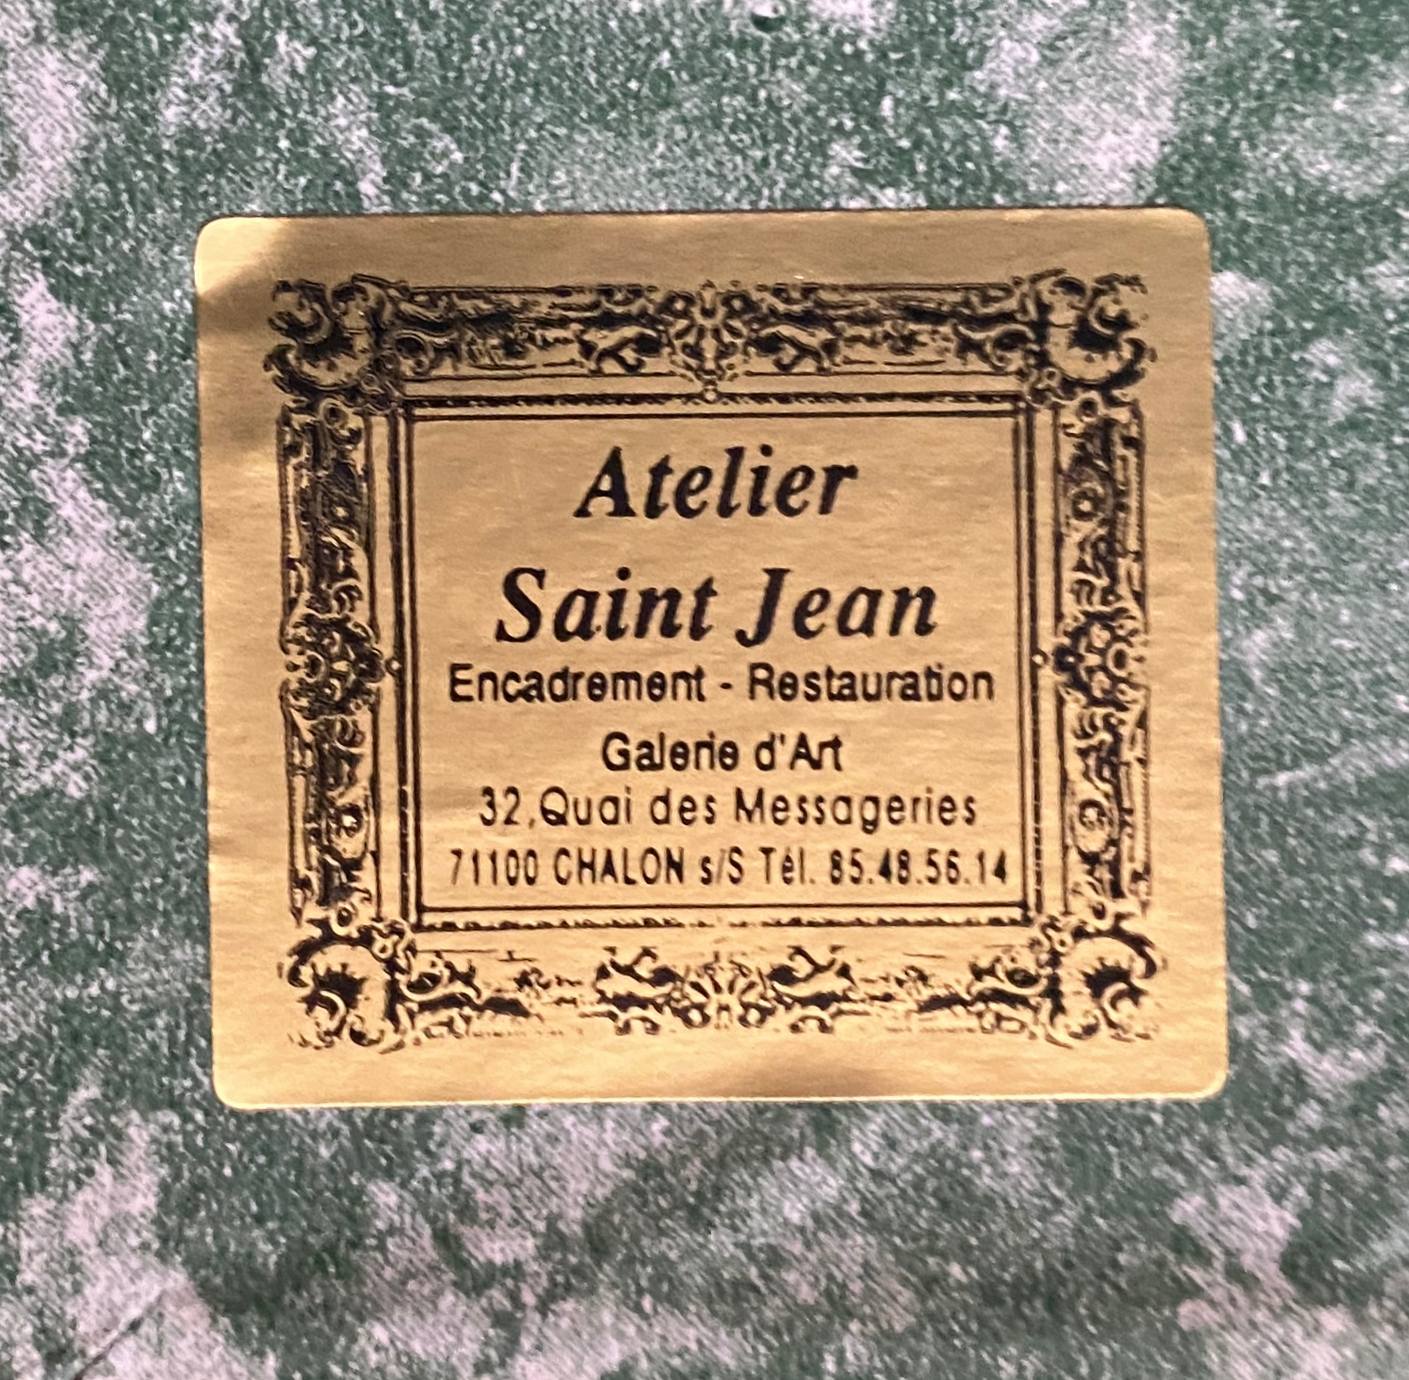 Atelier
Saint Jean
Encadrement - Restauration
Galerie d'Art
32,Quai des Messageries
71100 CHALON s/S Tél. 85.48.56.14